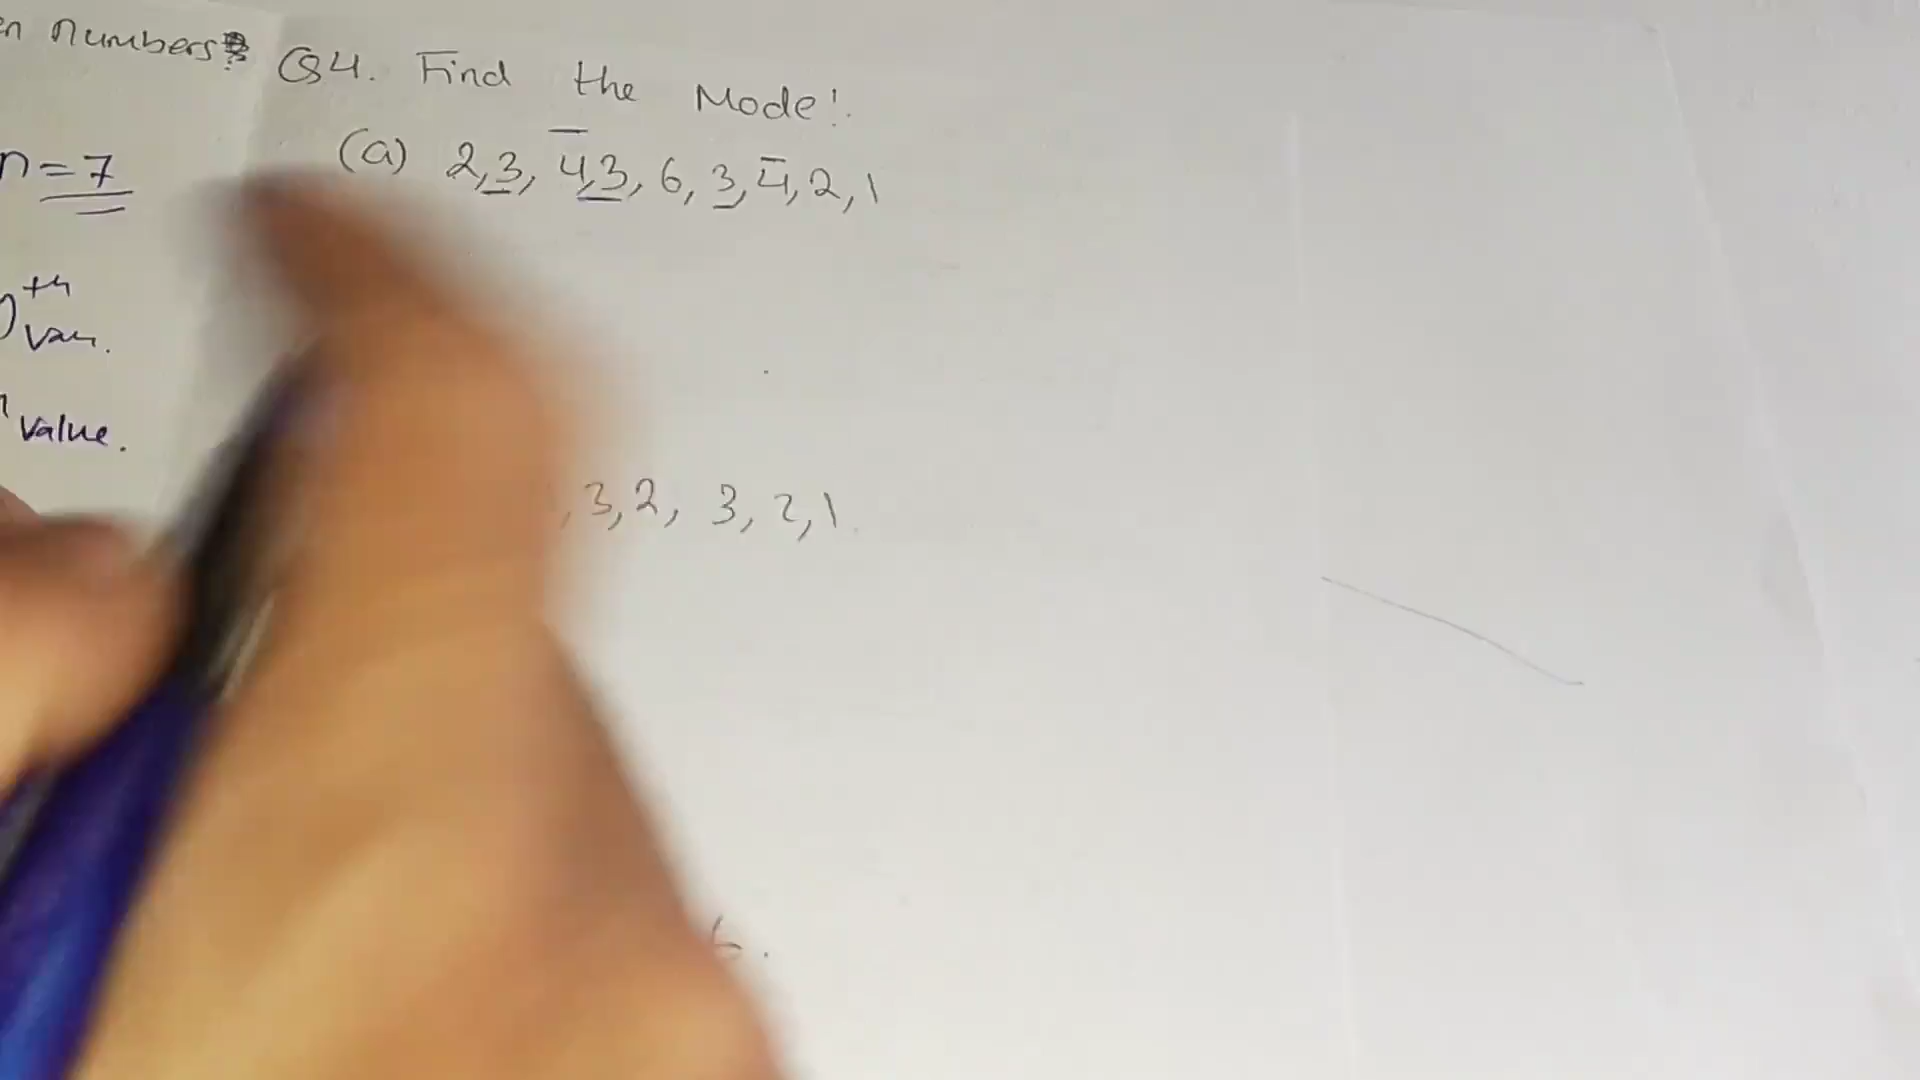 numbers?
n=7
th
value.
Q4. Find the Mode!
(a) 2,3, 4,3, 6, 3, 4, 2, 1
, 3, 2, 3, 2, 1
6.